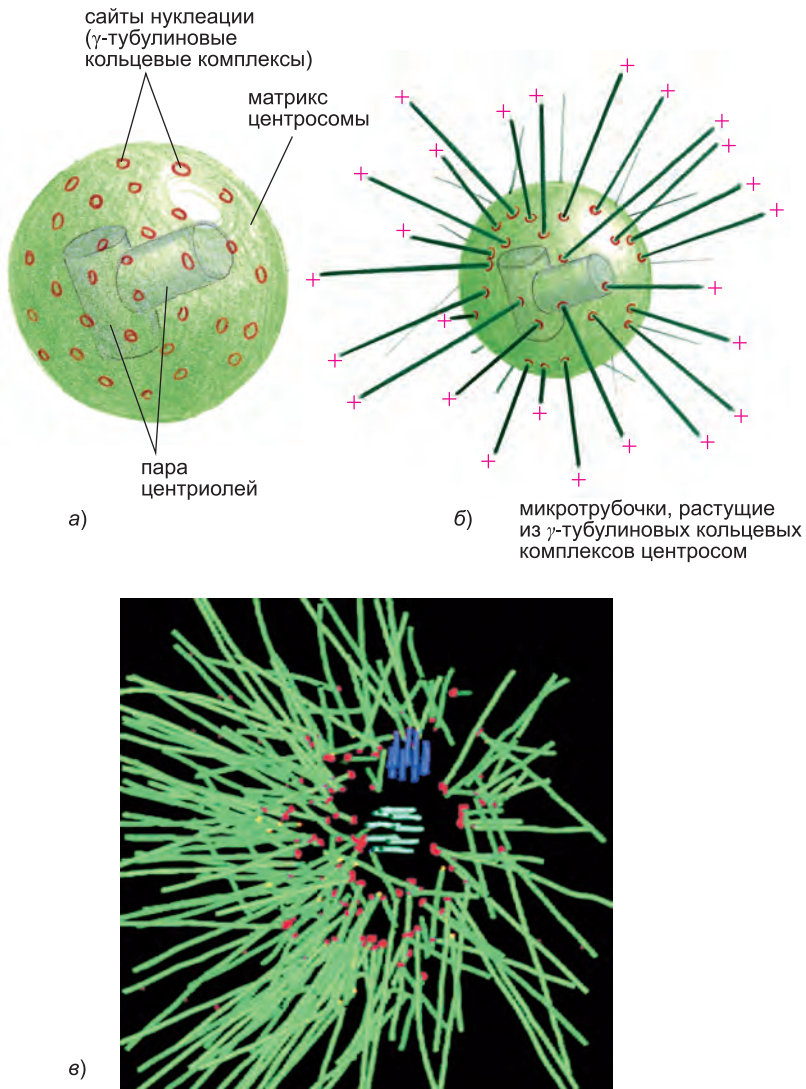 сайты нуклеации
(γ-тубулиновые
кольцевые комплексы)
матрикс
центросомы
пара
центриолей
а)
б)
микротрубочки, растущие
из γ-тубулиновых кольцевых
комплексов центросом
в)